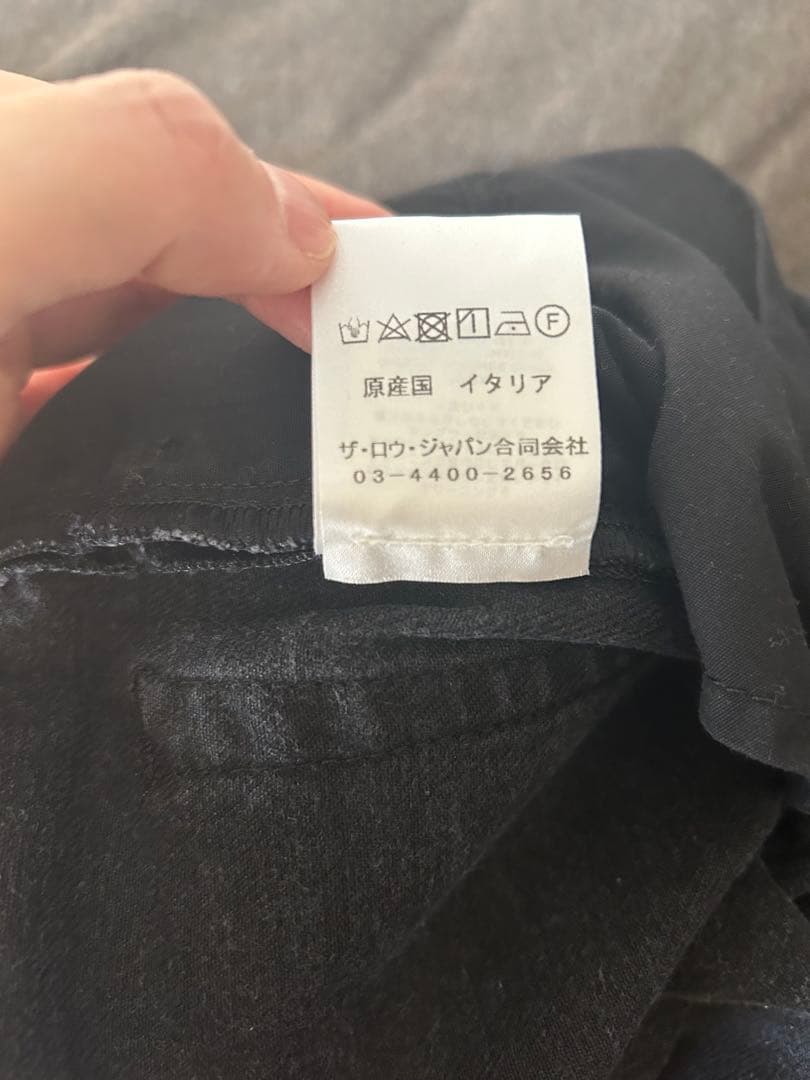 F
原産国　イタリア
ザ・ロウ・ジャパン合同会社
03-4400-2656